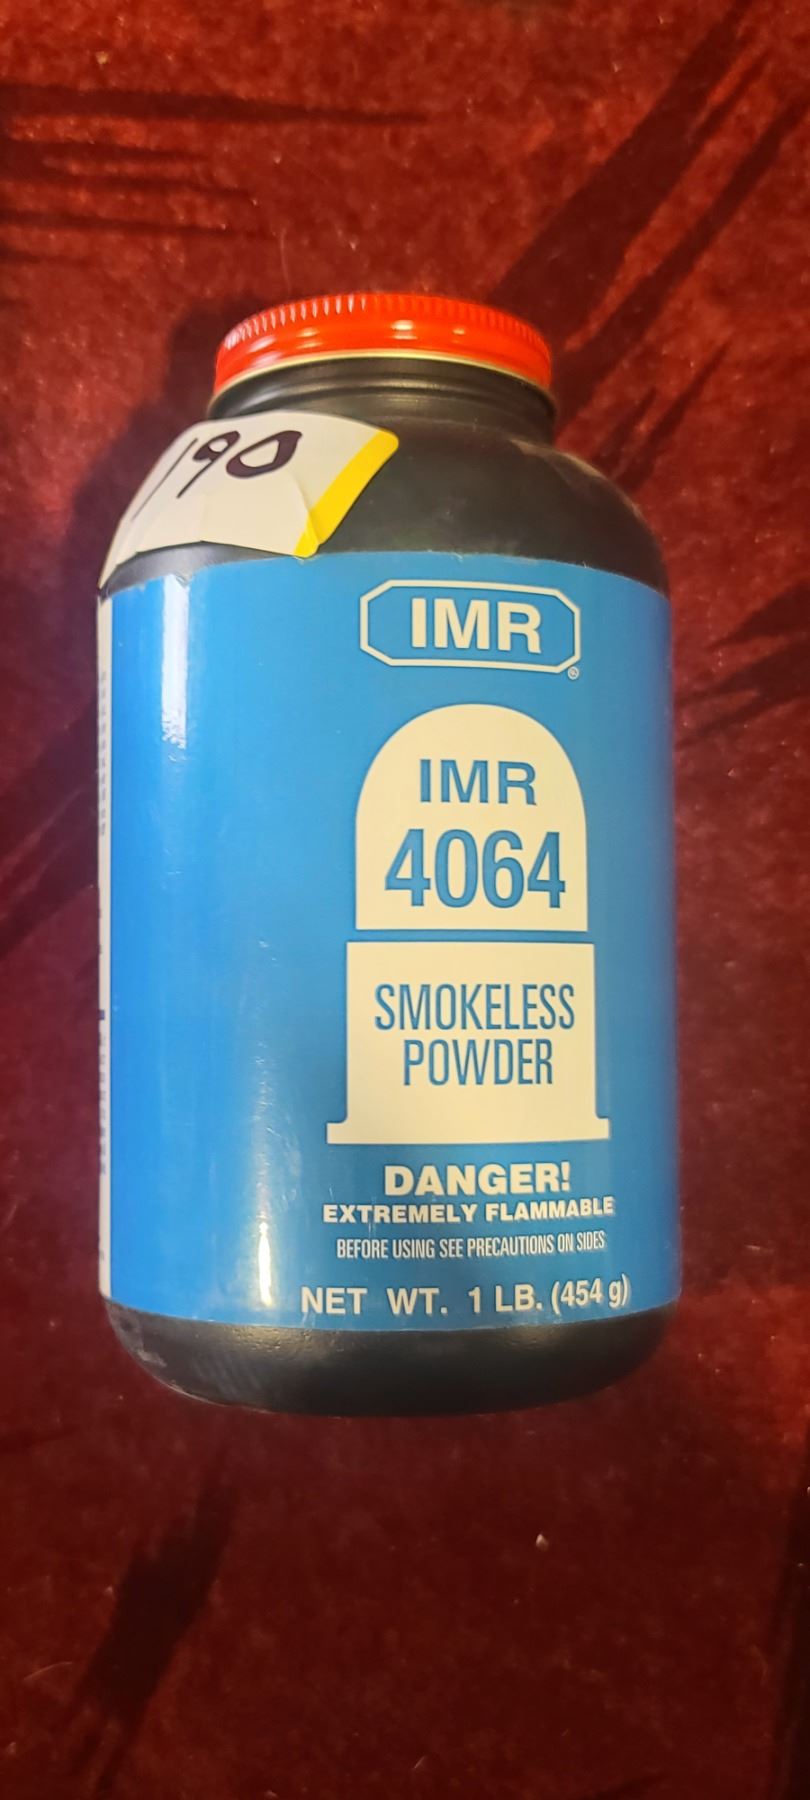 190
IMR
®
IMR
4064
SMOKELESS
POWDER
DANGER!
EXTREMELY FLAMMABLE
BEFORE USING SEE PRECAUTIONS ON SIDES
NET WT. 1 LB. (454 g)